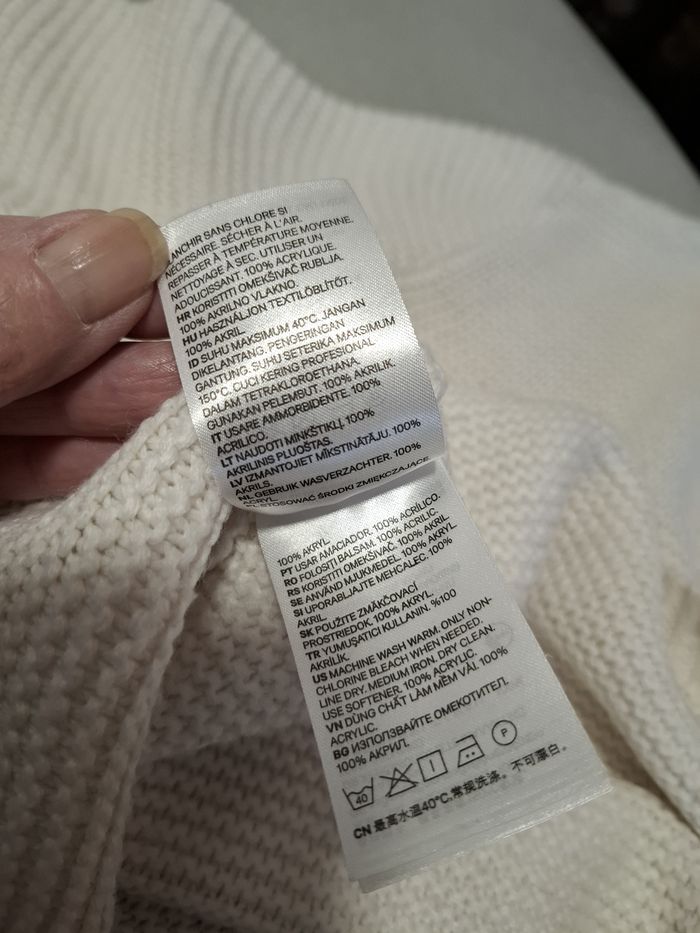 ANCHIR SANS CHLORE SI
NÉCESSAIRE. SÉCHER À L'AIR.
REPASSER À TEMPÉRATURE MOYENNE.
NETTOYAGE À SEC. UTILISER UN
ADOUCISSANT. 100% ACRYLIQUE.
HR KORISTITI OMEKŠIVAČ RUBLJA.
100% AKRILNO VLAKNO.
HU HASZNÁLJON TEXTILÖBLÍTŐT.
100% AKRIL.
ID SUHU MAKSIMUM 40°C. JANGAN
DIKELANTANG. PENGERINGAN
GANTUNG. SUHU SETERIKA MAKSIMUM
150°C. CUCI KERING PROFESIONAL
DALAM TETRAKLOROETHANA.
GUNAKAN PELEMBUT. 100% AKRILIK.
IT USARE AMMORBIDENTE. 100%
ACRILICO.
LT NAUDOTI MINKŠTIKLĮ. 100%
AKRILINIS PLUOŠTAS.
LV IZMANTOJIET MĪKSTINĀTĀJU. 100%
AKRILS.
NL GEBRUIK WASVERZACHTER. 100%
ACRYL.
STOSOWAĆ ŚRODKI ZMIĘKCZAJĄCE
100% AKRYL.
PT USAR AMACIADOR. 100% ACRÍLICO.
RO FOLOSIȚI BALSAM. 100% ACRILIC.
RS KORISTITI OMEKŠIVAČ. 100% AKRIL.
SE ANVÄND MJUKMEDEL. 100% AKRYL.
SI UPORABLJAJTE MEHČALEC. 100%
AKRIL.
SK POUŽITE ZMÄKČOVACÍ
PROSTRIEDOK. 100% AKRYL.
TR YUMUŞATICI KULLANIN. %100
AKRİLİK.
US MACHINE WASH WARM. ONLY NON-
CHLORINE BLEACH WHEN NEEDED.
LINE DRY. MEDIUM IRON. DRY CLEAN.
USE SOFTENER. 100% ACRYLIC.
VN DÙNG CHẤT LÀM MỀM VẢI. 100%
ACRYLIC.
BG ИЗПОЛЗВАЙТЕ ОМЕКОТИТЕЛ.
100% АКРИЛ.
40 P
CN 最高水温40°C,常规洗涤。不可漂白。